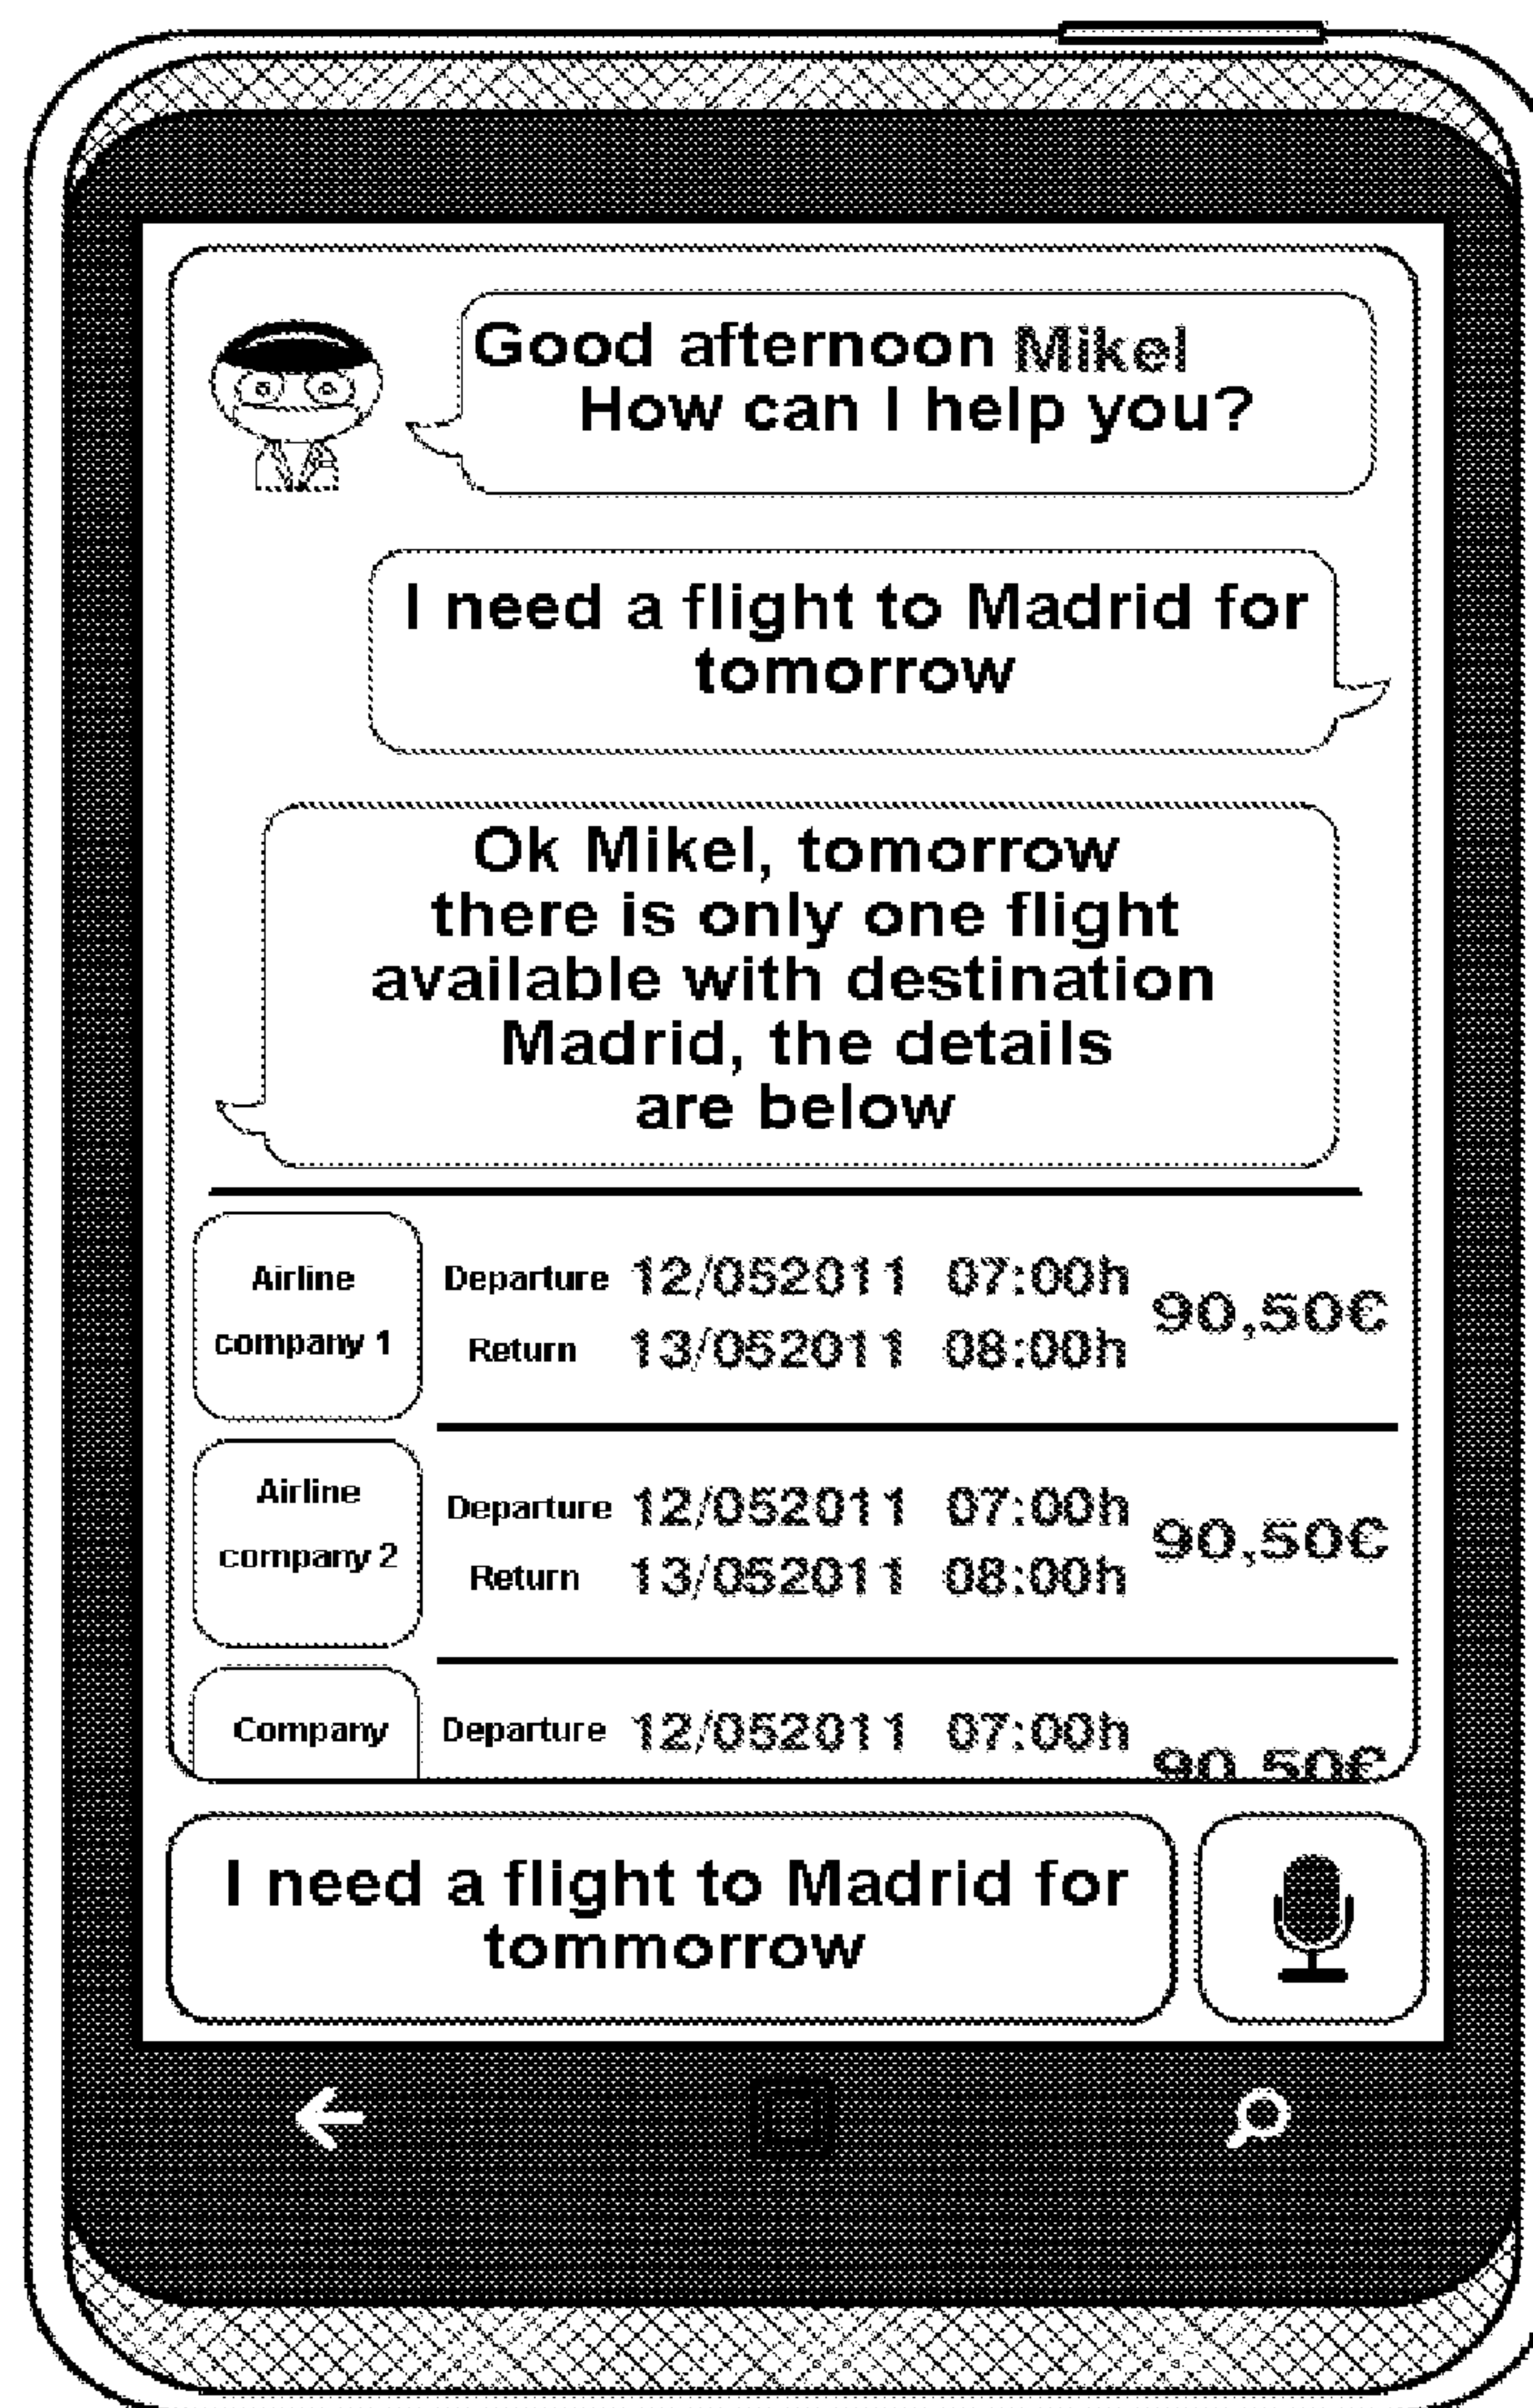 Good afternoon Mikel
How can I help you?
I need a flight to Madrid for
tomorrow
Ok Mikel, tomorrow
there is only one flight
available with destination
Madrid, the details
are below
Airline
company 1
Departure 12/052011 07:00h
Return 13/052011 08:00h
90,50€
Airline
company 2
Departure 12/052011 07:00h
Return 13/052011 08:00h
90,50€
Company
Departure 12/052011 07:00h
90,50€
I need a flight to Madrid for
tommorrow